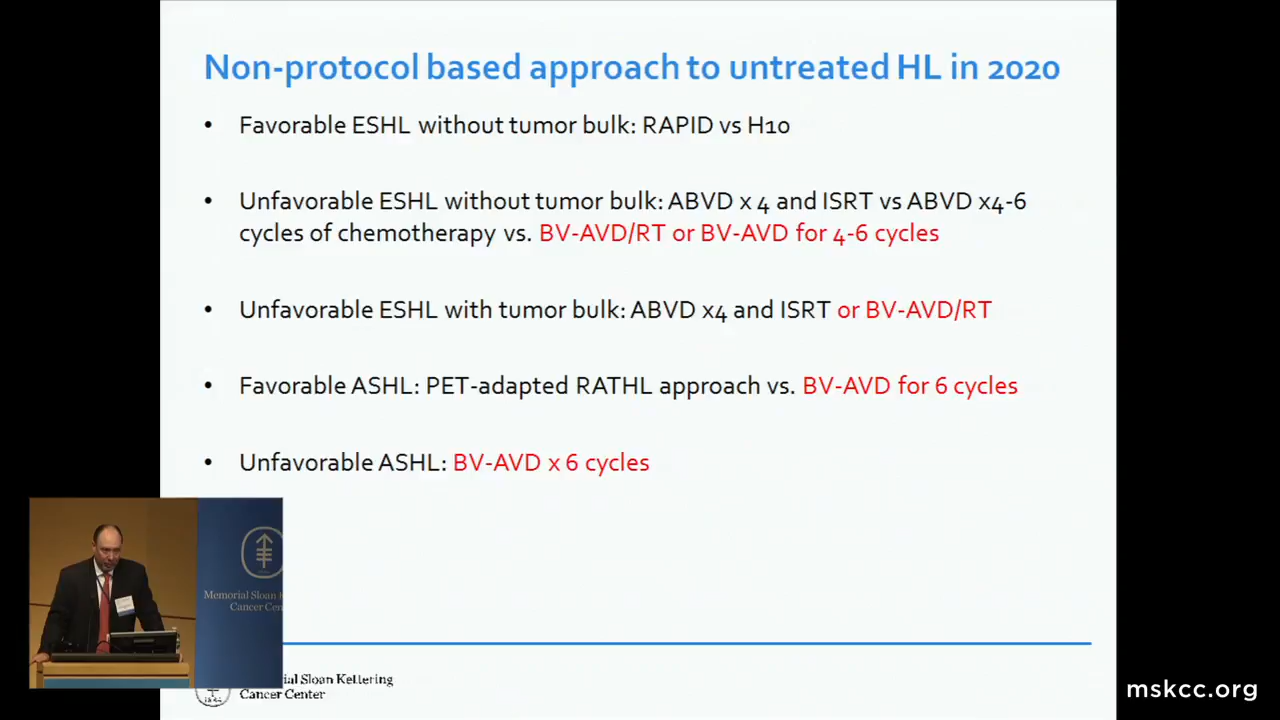 Non-protocol based approach to untreated HL in 2020
• Favorable ESHL without tumor bulk: RAPID vs H10
• Unfavorable ESHL without tumor bulk: ABVD x 4 and ISRT vs ABVD x4-6
cycles of chemotherapy vs. BV-AVD/RT or BV-AVD for 4-6 cycles
• Unfavorable ESHL with tumor bulk: ABVD x4 and ISRT or BV-AVD/RT
• Favorable ASHL: PET-adapted RATHL approach vs. BV-AVD for 6 cycles
• Unfavorable ASHL: BV-AVD x 6 cycles
Memorial Sloan
Cancer Cen
ial Sloan Kettering
Cancer Center
mskcc.org